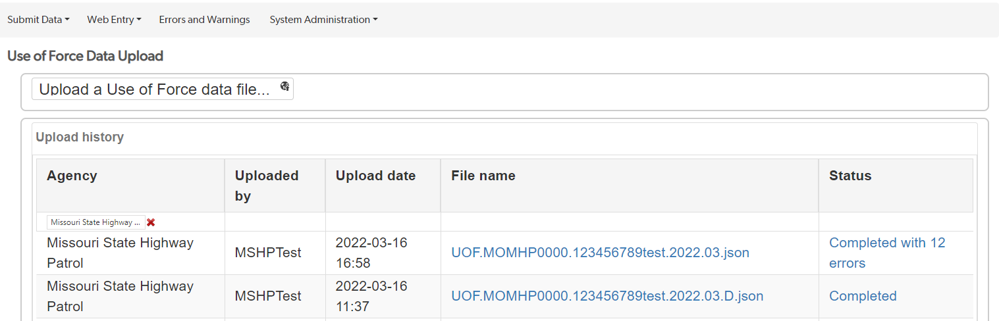 Submit Data Web Entry Errors and Warnings System Administration
Use of Force Data Upload
Upload a Use of Force data file...
Upload history
Agency Uploaded by Upload date File name Status
Missouri State Highway ...
Missouri State Highway Patrol MSHPTest 2022-03-16 16:58 UOF.MOMHP0000.123456789test.2022.03.json Completed with 12 errors
Missouri State Highway Patrol MSHPTest 2022-03-16 11:37 UOF.MOMHP0000.123456789test.2022.03.D.json Completed